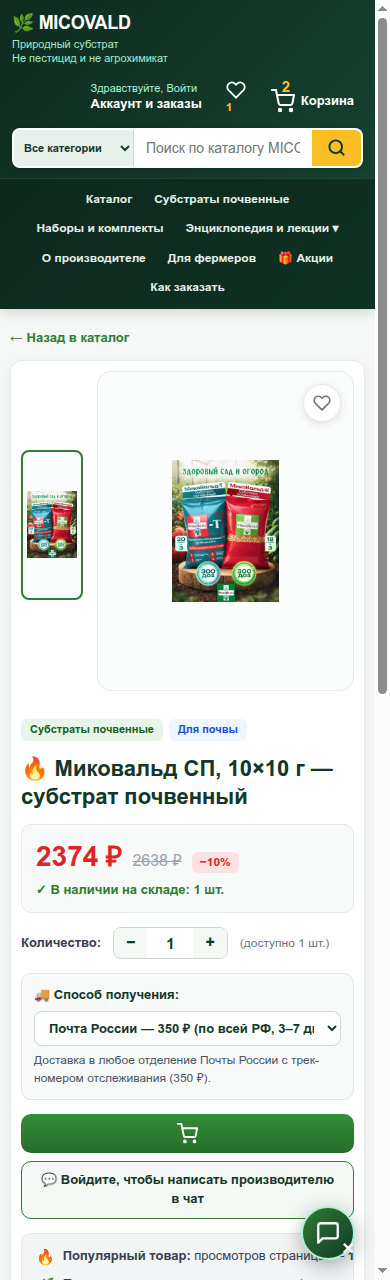 🌿 MICOVALD
Природный субстрат
Не пестицид и не агрохимикат
Здравствуйте, Войти
Аккаунт и заказы
1
2
Корзина
Все категории
Поиск по каталогу MICO
Каталог Субстраты почвенные
Наборы и комплекты Энциклопедия и лекции ▾
О производителе Для фермеров 🎁 Акции
Как заказать
← Назад в каталог
ЗДОРОВЫЙ САД И ОГОРОД
300 ДОЗ
300 ДОЗ
Субстраты почвенные Для почвы
🔥 Миковальд СП, 10×10 г —
субстрат почвенный
2374 ₽ 2638 ₽ −10%
✓ В наличии на складе: 1 шт.
Количество: − 1 + (доступно 1 шт.)
🚚 Способ получения:
Почта России — 350 ₽ (по всей РФ, 3–7 д
Доставка в любое отделение Почты России с трек-
номером отслеживания (350 ₽).
💬 Войдите, чтобы написать производителю
в чат
🔥 Популярный товар: просмотров страниц